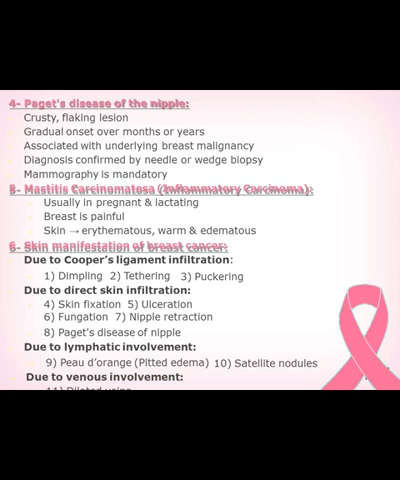 4- Paget's disease of the nipple:
Crusty, flaking lesion
Gradual onset over months or years
Associated with underlying breast malignancy
Diagnosis confirmed by needle or wedge biopsy
Mammography is mandatory
5- Mastitis Carcinomatosa (Inflammatory Carcinoma):
Usually in pregnant & lactating
Breast is painful
Skin → erythematous, warm & edematous
6- Skin manifestation of breast cancer:
Due to Cooper's ligament infiltration:
1) Dimpling 2) Tethering 3) Puckering
Due to direct skin infiltration:
4) Skin fixation 5) Ulceration
6) Fungation 7) Nipple retraction
8) Paget's disease of nipple
Due to lymphatic involvement:
9) Peau d'orange (Pitted edema) 10) Satellite nodules
Due to venous involvement:
11) Dilated veins